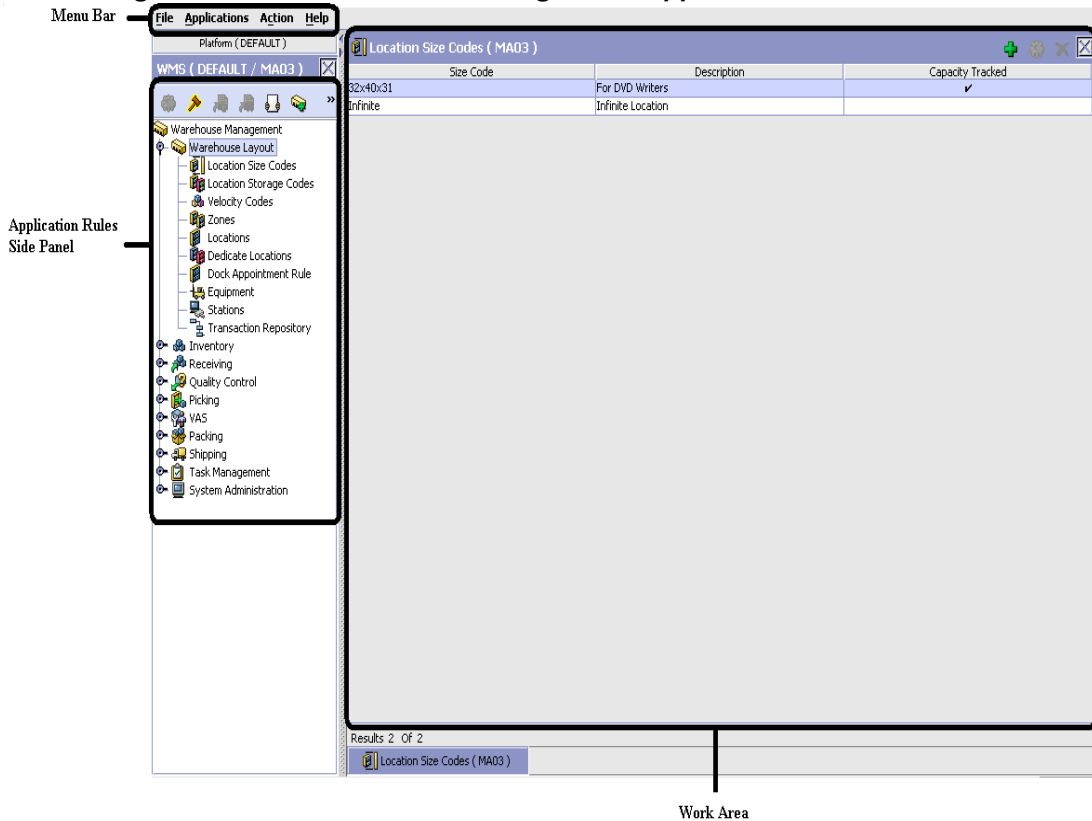 Menu Bar
File Applications Action Help
Platform ( DEFAULT )
WMS ( DEFAULT / MA03 )
»
Warehouse Management
Warehouse Layout
Location Size Codes
Location Storage Codes
Velocity Codes
Zones
Locations
Dedicate Locations
Dock Appointment Rule
Equipment
Stations
Transaction Repository
Inventory
Receiving
Quality Control
Picking
VAS
Packing
Shipping
Task Management
System Administration
Application Rules
Side Panel
Location Size Codes ( MA03 )
Size Code Description Capacity Tracked
32x40x31 For DVD Writers ✔
Infinite Infinite Location
Results 2 Of 2
Location Size Codes ( MA03 )
Work Area